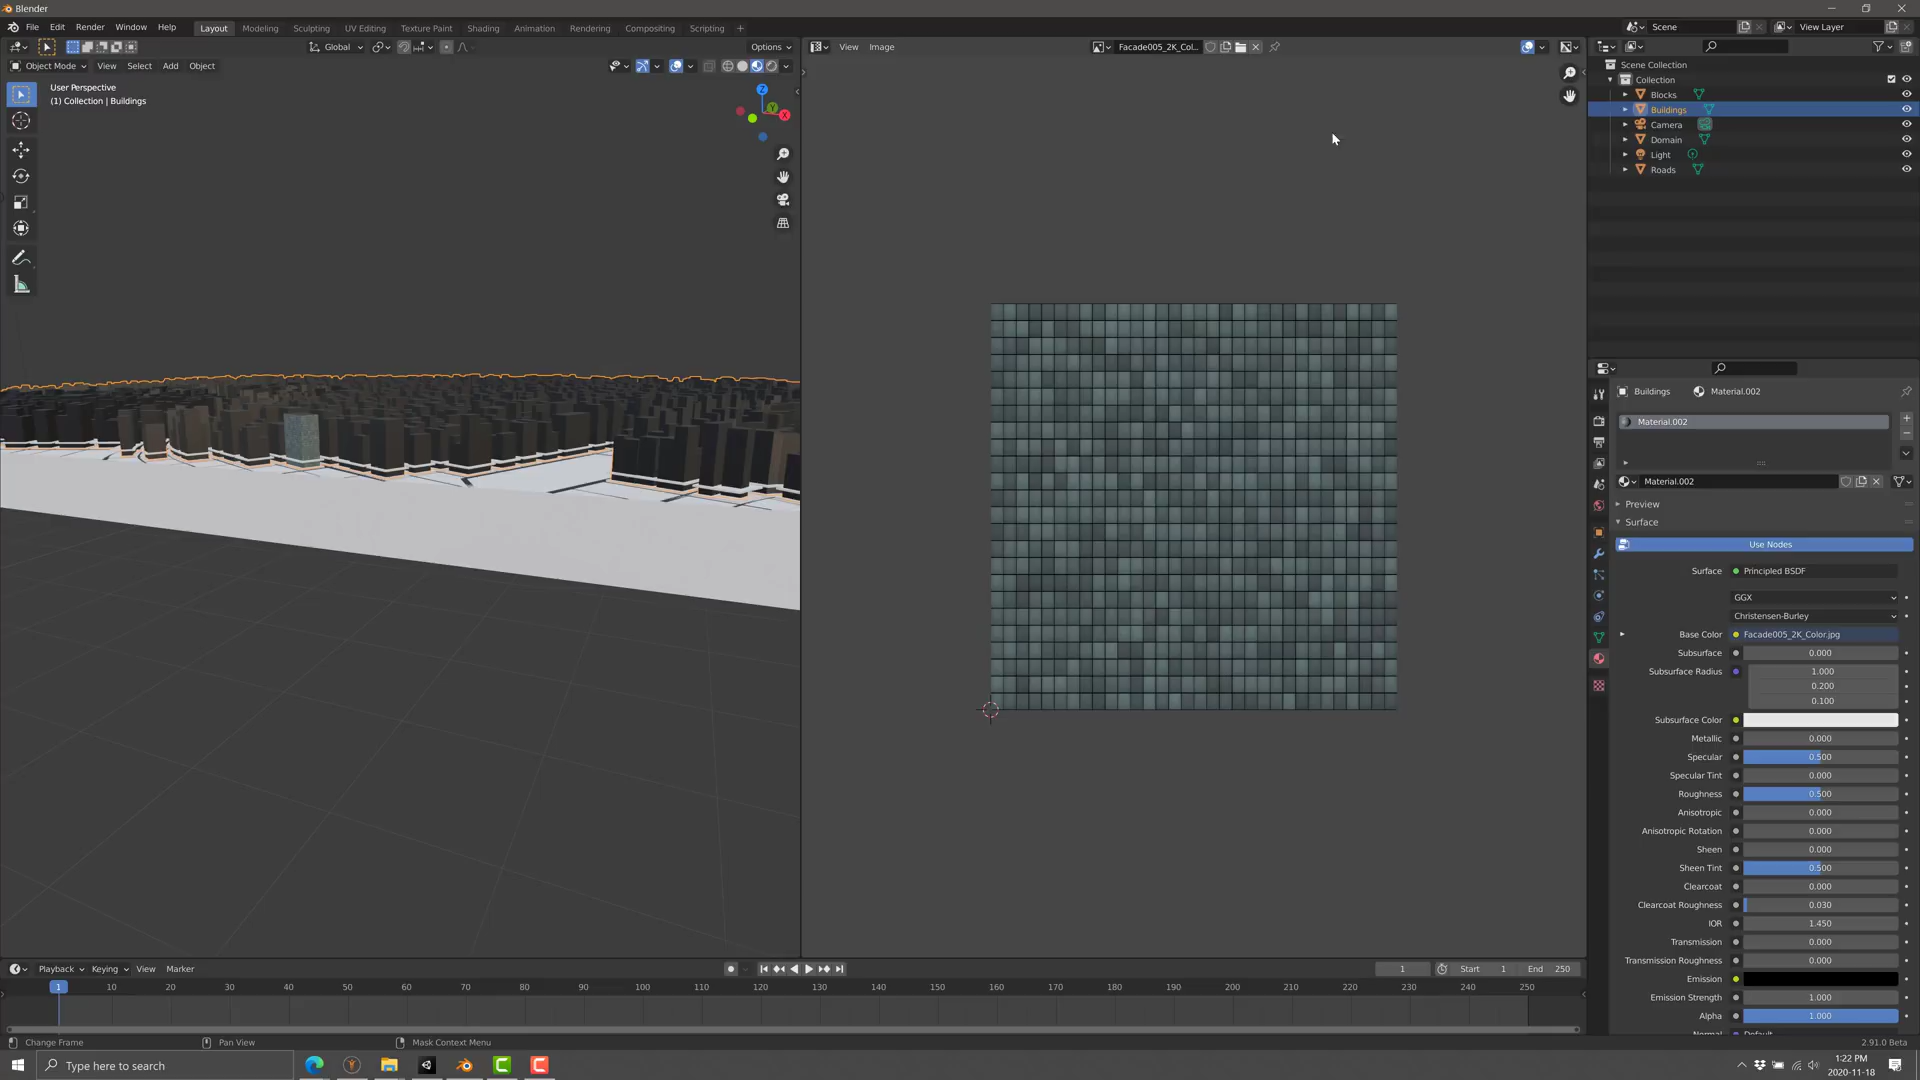 Blender
File Edit Render Window Help
Layout Modeling Sculpting UV Editing Texture Paint Shading Animation Rendering Compositing Scripting +
Scene
View Layer
Global
Options
View Image
Facade005_2K_Col...
Object Mode View Select Add Object
User Perspective
(1) Collection | Buildings
Z
Y
X
Scene Collection
Collection
Blocks
Buildings
Camera
Domain
Light
Roads
Buildings Material.002
Material.002
Material.002
Preview
Surface
Use Nodes
Surface Principled BSDF
GGX
Christensen-Burley
Base Color Facade005_2K_Color.jpg
Subsurface 0.000
Subsurface Radius 1.000
0.200
0.100
Subsurface Color
Metallic 0.000
Specular 0.500
Specular Tint 0.000
Roughness 0.500
Anisotropic 0.000
Anisotropic Rotation 0.000
Sheen 0.000
Sheen Tint 0.500
Clearcoat 0.000
Clearcoat Roughness 0.030
IOR 1.450
Transmission 0.000
Transmission Roughness 0.000
Emission
Emission Strength 1.000
Alpha 1.000
Normal Default
Playback Keying View Marker
1 Start 1 End 250
1 10 20 30 40 50 60 70 80 90 100 110 120 130 140 150 160 170 180 190 200 210 220 230 240 250
Change Frame Pan View Mask Context Menu
2.91.0 Beta
Type here to search
1:22 PM
2020-11-18